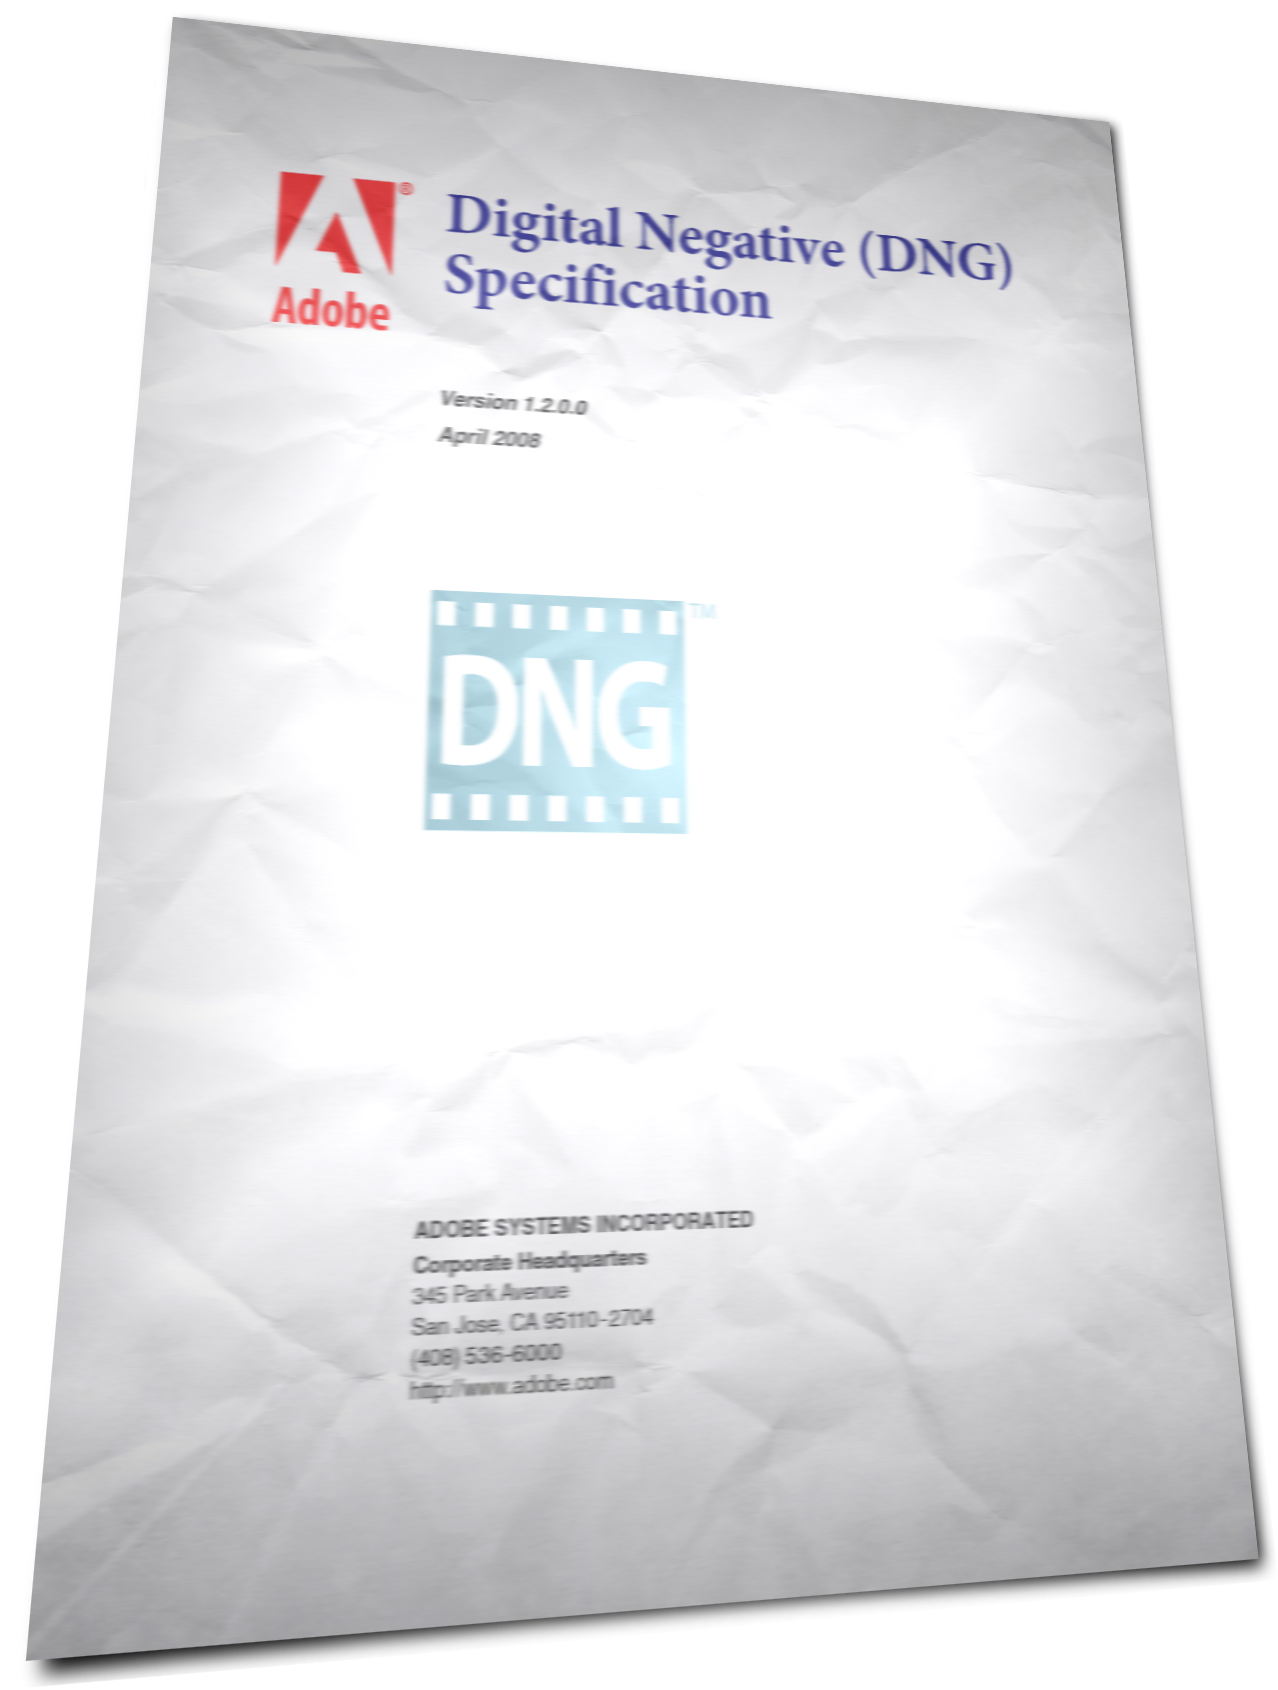 Adobe®
Digital Negative (DNG)
Specification
Version 1.2.0.0
April 2008
DNG™
ADOBE SYSTEMS INCORPORATED
Corporate Headquarters
345 Park Avenue
San Jose, CA 95110-2704
(408) 536-6000
http://www.adobe.com